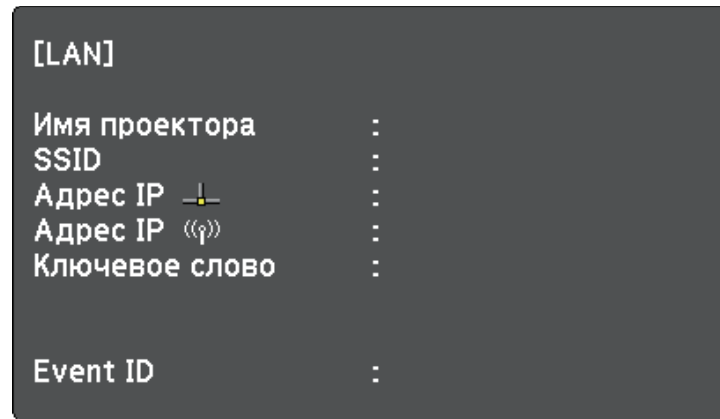 [LAN]
Имя проектора :
SSID :
Адрес IP :
Адрес IP :
Ключевое слово :
Event ID :